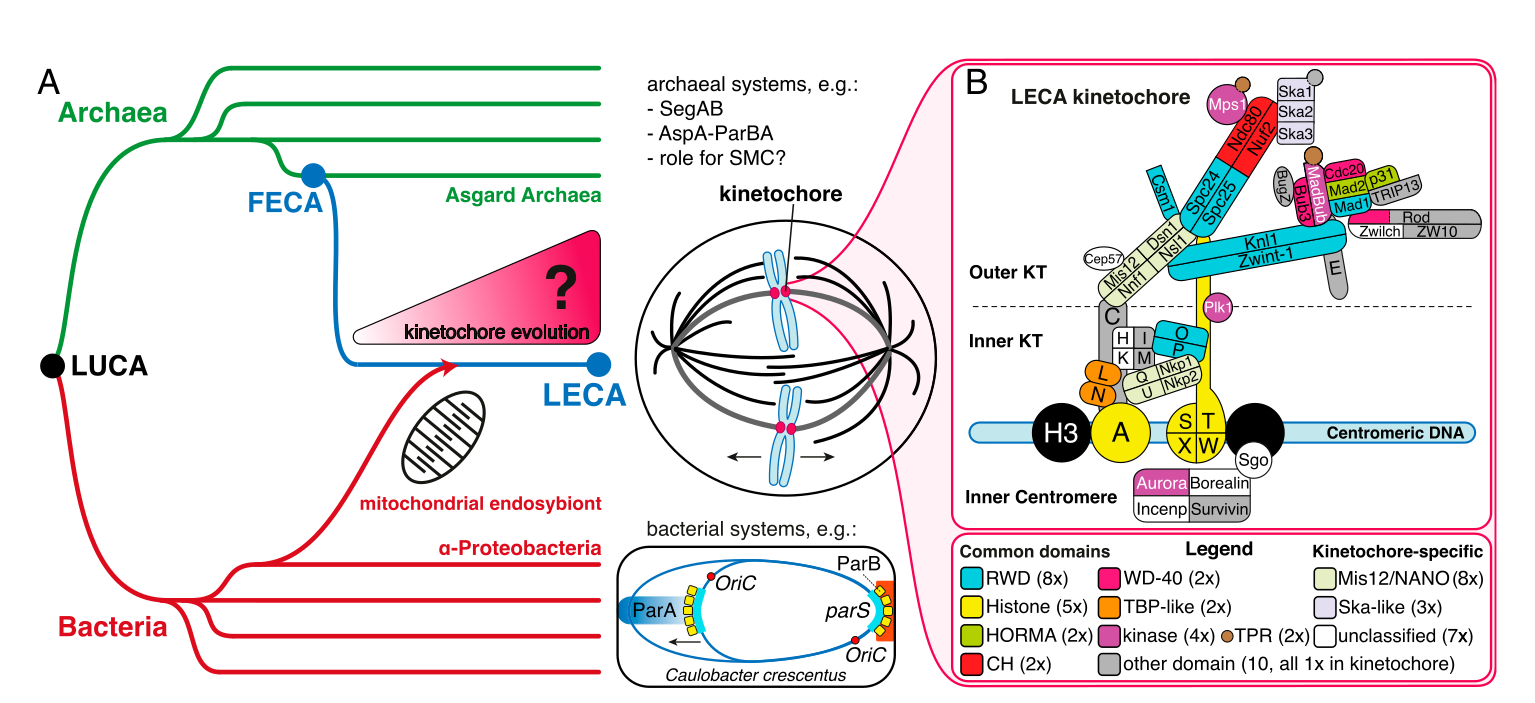 A
Archaea
FECA
Asgard Archaea
LUCA
?
kinetochore evolution
LECA
mitochondrial endosybiont
α-Proteobacteria
Bacteria
archaeal systems, e.g.:
- SegAB
- AspA-ParBA
- role for SMC?
kinetochore
bacterial systems, e.g.:
ParB
OriC
ParA
parS
OriC
Caulobacter crescentus
B
LECA kinetochore
Mps1
Ndc80
Nuf2
Ska1
Ska2
Ska3
Csm1
Spc24
Spc25
BugZ
Bub3
MadBub
Cdc20
Mad2
Mad1
p31
TRIP13
Rod
Zwilch
ZW10
Cep57
Mis12
Dsn1
Nnf1
Nsl1
Knl1
Zwint-1
E
Outer KT
Plk1
Inner KT
C
H
I
K
M
O
P
L
N
Q
Nkp1
U
Nkp2
H3
A
S
T
X
W
Centromeric DNA
Sgo
Inner Centromere
Aurora
Borealin
Incenp
Survivin
Common domains
Legend
Kinetochore-specific
RWD (8x)
WD-40 (2x)
Mis12/NANO (8x)
Histone (5x)
TBP-like (2x)
Ska-like (3x)
HORMA (2x)
kinase (4x)
TPR (2x)
unclassified (7x)
CH (2x)
other domain (10, all 1x in kinetochore)